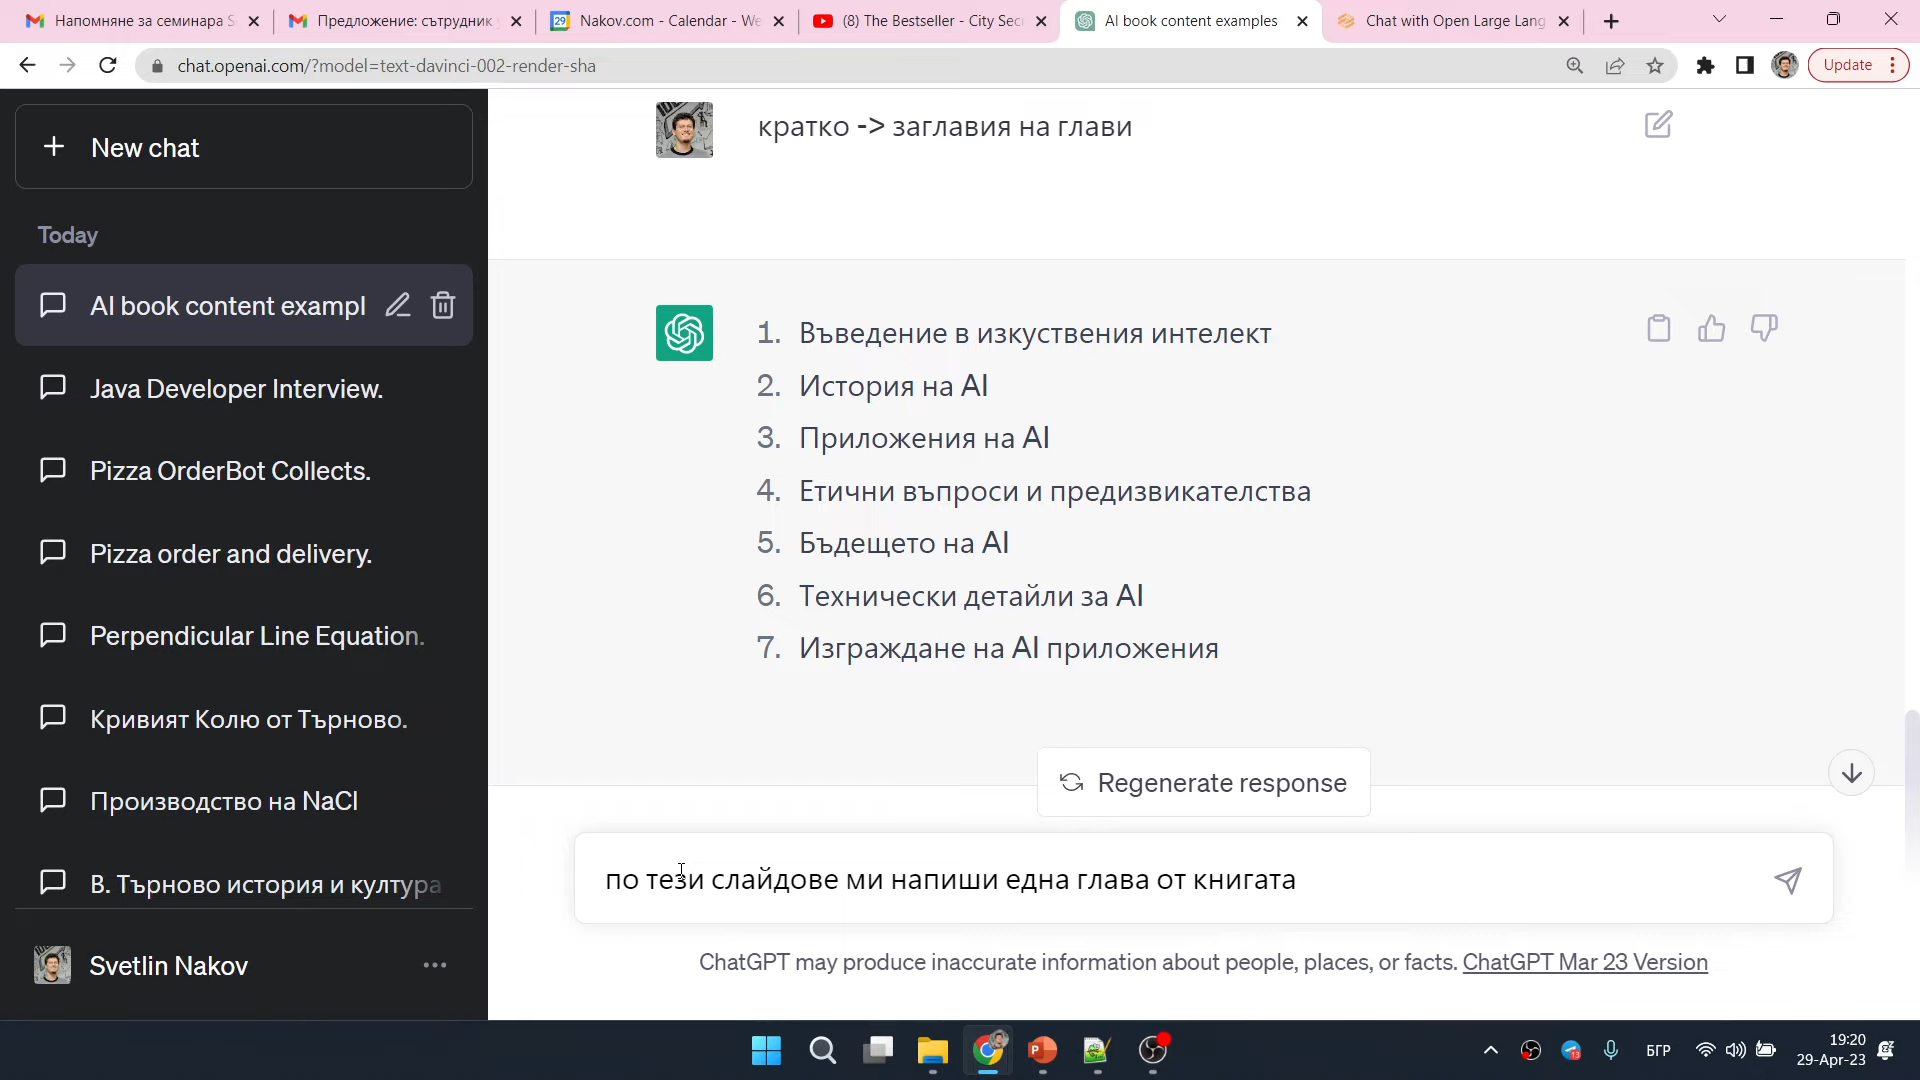 Напомняне за семинара S
Предложение: сътрудник
Nakov.com - Calendar - We
(8) The Bestseller - City Sec
AI book content examples
Chat with Open Large Lang
chat.openai.com/?model=text-davinci-002-render-sha
Update
New chat
Today
AI book content exampl
Java Developer Interview.
Pizza OrderBot Collects.
Pizza order and delivery.
Perpendicular Line Equation.
Кривият Колю от Търново.
Производство на NaCl
В. Търново история и култура
Svetlin Nakov
кратко -> заглавия на глави
1. Въведение в изкуствения интелект
2. История на AI
3. Приложения на AI
4. Етични въпроси и предизвикателства
5. Бъдещето на AI
6. Технически детайли за AI
7. Изграждане на AI приложения
Regenerate response
по тези слайдове ми напиши една глава от книгата
ChatGPT may produce inaccurate information about people, places, or facts. ChatGPT Mar 23 Version
БГР
19:20
29-Apr-23